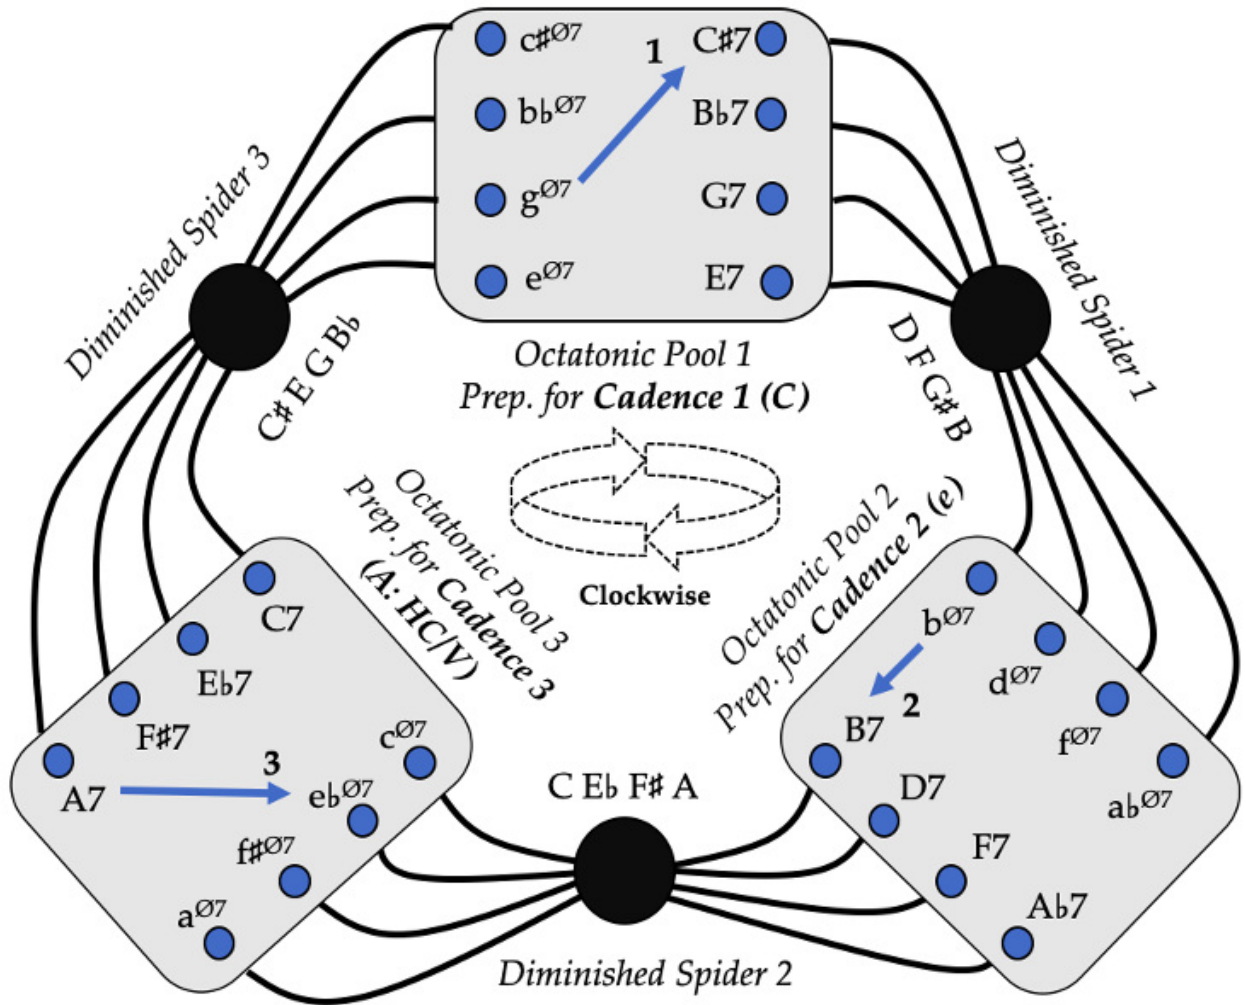 c♯ø7
C♯7
1
b♭ø7
B♭7
gø7
G7
eø7
E7
Diminished Spider 3
Diminished Spider 1
C♯ E G B♭
D F G♯ B
Octatonic Pool 1
Prep. for Cadence 1 (C)
Clockwise
Octatonic Pool 3
Prep. for Cadence 3
(A: HC/V)
Octatonic Pool 2
Prep. for Cadence 2 (e)
C7
E♭7
F♯7
A7
3
cø7
e♭ø7
f♯ø7
aø7
bø7
dø7
fø7
a♭ø7
2
B7
D7
F7
A♭7
C E♭ F♯ A
Diminished Spider 2